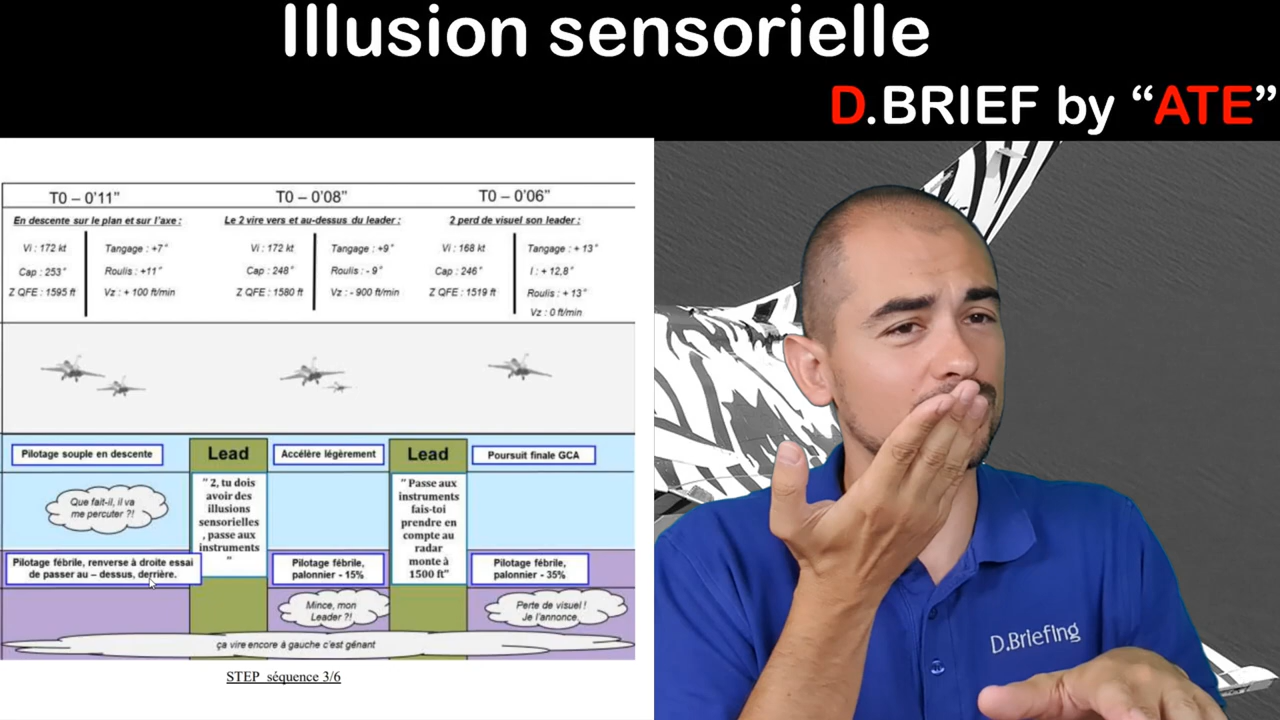 Illusion sensorielle
D.BRIEF by “ATE”
T0 – 0'11”
T0 – 0'08”
T0 – 0'06”
En descente sur le plan et sur l'axe :
Vi : 172 kt
Cap : 253°
Z QFE : 1595 ft
Tangage : +7°
Roulis : +11°
Vz : + 100 ft/min
Le 2 vire vers et au-dessus du leader :
Vi : 172 kt
Cap : 248°
Z QFE : 1580 ft
Tangage : +9°
Roulis : - 9°
Vz : - 900 ft/min
2 perd de visuel son leader :
Vi : 168 kt
Cap : 246°
Z QFE : 1519 ft
Tangage : + 13°
I : + 12,8°
Roulis : + 13°
Vz : 0 ft/min
Pilotage souple en descente
Lead
Accélère légèrement
Lead
Poursuit finale GCA
Que fait-il, il va
me percuter ?!
" 2, tu dois
avoir des
illusions
sensorielles
, passe aux
instruments
"
" Passe aux
instruments
fais-toi
prendre en
compte au
radar
monte à
1500 ft"
Pilotage fébrile, renverse à droite essai
de passer au – dessus, derrière.
Pilotage fébrile,
palonnier - 15%
Pilotage fébrile,
palonnier - 35%
Mince, mon
Leader ?!
Perte de visuel !
Je l'annonce.
ça vire encore à gauche c'est gênant
STEP séquence 3/6
D.Briefing